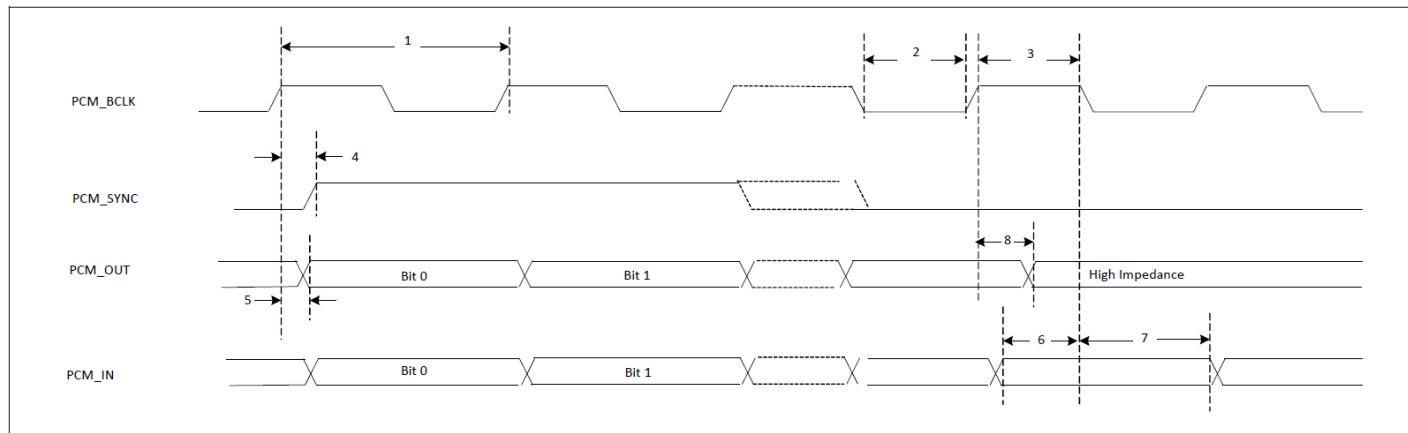 1
2
3
PCM_BCLK
4
PCM_SYNC
8
PCM_OUT
Bit 0
Bit 1
High Impedance
5
6
7
PCM_IN
Bit 0
Bit 1